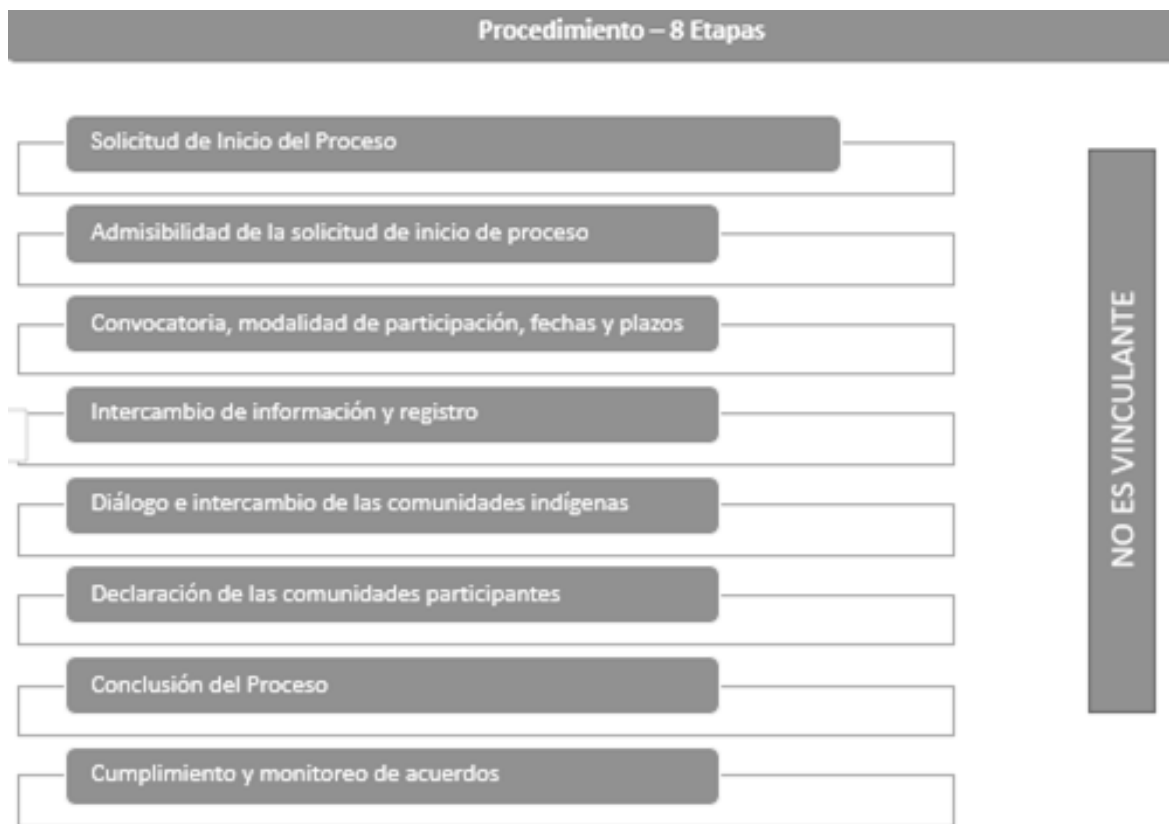 Procedimiento – 8 Etapas
Solicitud de Inicio del Proceso
Admisibilidad de la solicitud de inicio de proceso
Convocatoria, modalidad de participación, fechas y plazos
Intercambio de información y registro
Diálogo e intercambio de las comunidades indígenas
Declaración de las comunidades participantes
Conclusión del Proceso
Cumplimiento y monitoreo de acuerdos
NO ES VINCULANTE